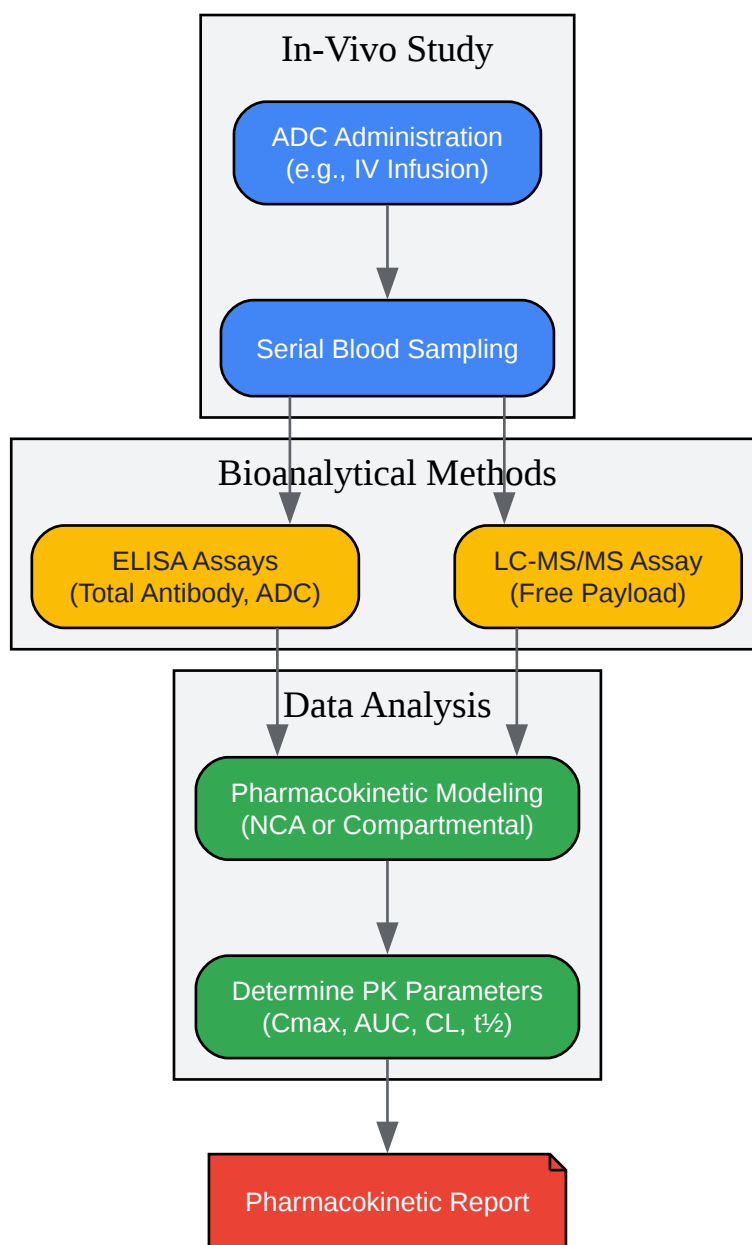 In-Vivo Study
ADC Administration
(e.g., IV Infusion)
Serial Blood Sampling
Bioanalytical Methods
ELISA Assays
(Total Antibody, ADC)
LC-MS/MS Assay
(Free Payload)
Data Analysis
Pharmacokinetic Modeling
(NCA or Compartmental)
Determine PK Parameters
(Cmax, AUC, CL, t½)
Pharmacokinetic Report